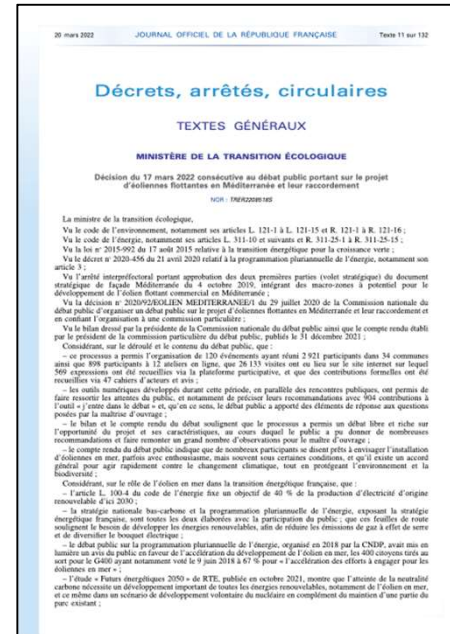 20 mars 2022 JOURNAL OFFICIEL DE LA RÉPUBLIQUE FRANÇAISE Texte 11 sur 132
Décrets, arrêtés, circulaires
TEXTES GÉNÉRAUX
MINISTÈRE DE LA TRANSITION ÉCOLOGIQUE
Décision du 17 mars 2022 consécutive au débat public portant sur le projet
d'éoliennes flottantes en Méditerranée et leur raccordement
NOR : TRER2208516S
La ministre de la transition écologique,
Vu le code de l'environnement, notamment ses articles L. 121-1 à L. 121-15 et R. 121-1 à R. 121-16 ;
Vu le code de l'énergie, notamment ses articles L. 311-10 et suivants et R. 311-25-1 à R. 311-25-15 ;
Vu la loi n° 2015-992 du 17 août 2015 relative à la transition énergétique pour la croissance verte ;
Vu le décret n° 2020-456 du 21 avril 2020 relatif à la programmation pluriannuelle de l'énergie, notamment son
article 3 ;
Vu l'arrêté interpréfectoral portant approbation des deux premières parties (volet stratégique) du document
stratégique de façade Méditerranée du 4 octobre 2019, intégrant des macro-zones à potentiel pour le
développement de l'éolien flottant commercial en Méditerranée ;
Vu la décision n° 2020/92/EOLIEN MEDITERRANEE/1 du 29 juillet 2020 de la Commission nationale du
débat public d'organiser un débat public sur le projet d'éoliennes flottantes en Méditerranée et leur raccordement et
en confiant l'organisation à une commission particulière ;
Vu le bilan dressé par la présidente de la Commission nationale du débat public ainsi que le compte rendu établi
par le président de la commission particulière du débat public, publiés le 31 décembre 2021 ;
Considérant, sur le déroulé et le contenu du débat public, que :
– ce processus a permis l'organisation de 120 événements ayant réuni 2 921 participants dans 34 communes
ainsi que 898 participants à 12 ateliers en ligne, que 26 133 visites ont eu lieu sur le site internet sur lequel
569 expressions ont été recueillies via la plateforme participative, et que des contributions formelles ont été
recueillies via 47 cahiers d'acteurs et avis ;
– les outils numériques développés durant cette période, en parallèle des rencontres publiques, ont permis de
faire ressortir les attentes du public, et notamment de préciser leurs recommandations avec 904 contributions à
l'outil « j'entre dans le débat » et, qu'en ce sens, le débat public a apporté des éléments de réponse aux questions
posées par la maîtrise d'ouvrage ;
– le bilan et le compte rendu du débat soulignent que le processus a permis un débat libre et riche sur
l'opportunité du projet et ses caractéristiques, au cours duquel le public a pu donner de nombreuses
recommandations et faire remonter un grand nombre d'observations pour le maître d'ouvrage ;
– le compte rendu du débat public indique que de nombreux participants se disent prêts à envisager l'installation
d'éoliennes en mer, parfois avec enthousiasme, mais souvent sous certaines conditions, et qu'il existe un accord
général pour agir rapidement contre le changement climatique, tout en protégeant l'environnement et la
biodiversité ;
Considérant, sur le rôle de l'éolien en mer dans la transition énergétique française, que :
– l'article L. 100-4 du code de l'énergie fixe un objectif de 40 % de la production d'électricité d'origine
renouvelable d'ici 2030 ;
– la stratégie nationale bas-carbone et la programmation pluriannuelle de l'énergie, exposant la stratégie
énergétique française, sont toutes les deux élaborées avec la participation du public ; que ces feuilles de route
soulignent le besoin de développer les énergies renouvelables, afin de réduire les émissions de gaz à effet de serre
et de diversifier le bouquet électrique ;
– le débat public sur la programmation pluriannuelle de l'énergie, organisé en 2018 par la CNDP, avait mis en
lumière un avis du public en faveur de l'accélération du développement de l'éolien en mer, les 400 citoyens tirés au
sort pour le G400 ayant notamment voté le 9 juin 2018 à 67 % pour « l'accélération des efforts à engager pour les
éoliennes en mer » ;
– l'étude « Futurs énergétiques 2050 » de RTE, publiée en octobre 2021, montre que l'atteinte de la neutralité
carbone nécessite un développement important de toutes les énergies renouvelables, notamment de l'éolien en mer,
et ce même dans un scénario de développement volontaire du nucléaire en complément du maintien d'une partie du
parc existant ;